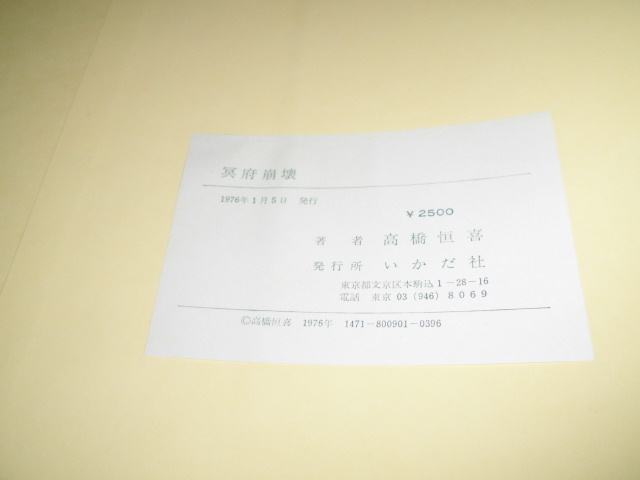 冥府崩壊
1976年1月5日 発行
¥2500
著者 高橋恒喜
発行所 いかだ社
東京都文京区本駒込1-28-16
電話 東京 03 (946) 8069
©高橋恒喜 1976年 1471-800901-0396